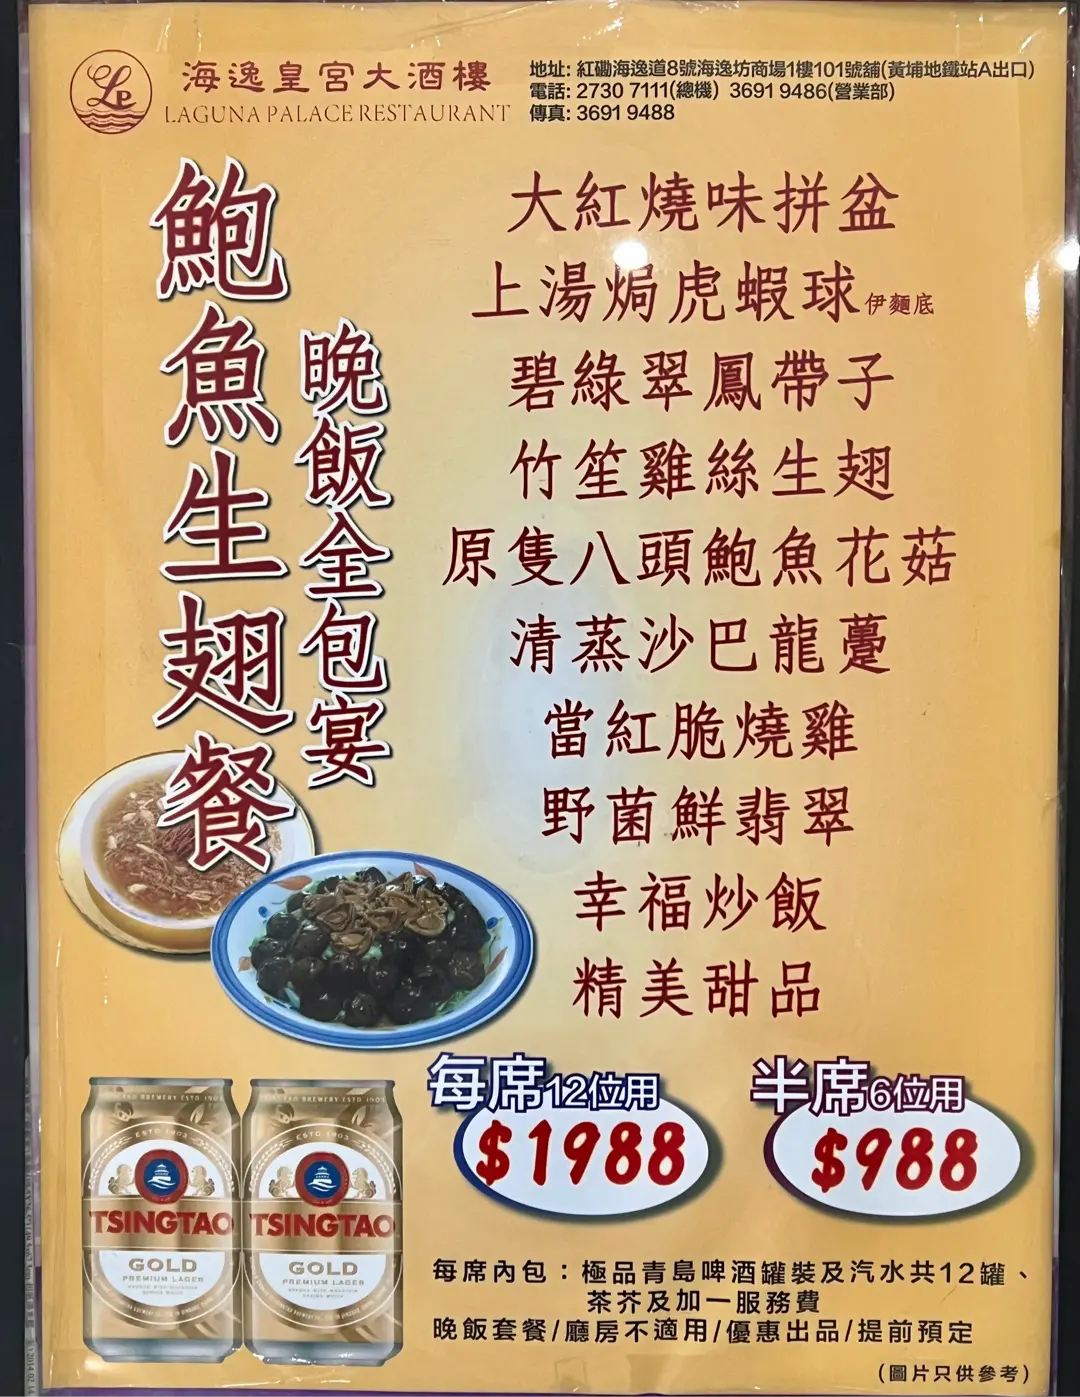 海逸皇宮大酒樓
LAGUNA PALACE RESTAURANT
地址: 紅磡海逸道8號海逸坊商場1樓101號舖(黃埔地鐵站A出口)
電話: 2730 7111(總機) 3691 9486(營業部)
傳真: 3691 9488
鮑魚生翅餐
晚飯全包宴
大紅燒味拼盆
上湯焗虎蝦球伊麵底
碧綠翠鳳帶子
竹笙雞絲生翅
原隻八頭鮑魚花菇
清蒸沙巴龍躉
當紅脆燒雞
野菌鮮翡翠
幸福炒飯
精美甜品
每席12位用
$1988
半席6位用
$988
ESTD 1903
TSINGTAO
GOLD
PREMIUM LAGER
ESTD 1903
TSINGTAO
GOLD
PREMIUM LAGER
每席內包：極品青島啤酒罐裝及汽水共12罐、
茶芥及加一服務費
晚飯套餐/廳房不適用/優惠出品/提前預定
(圖片只供參考)